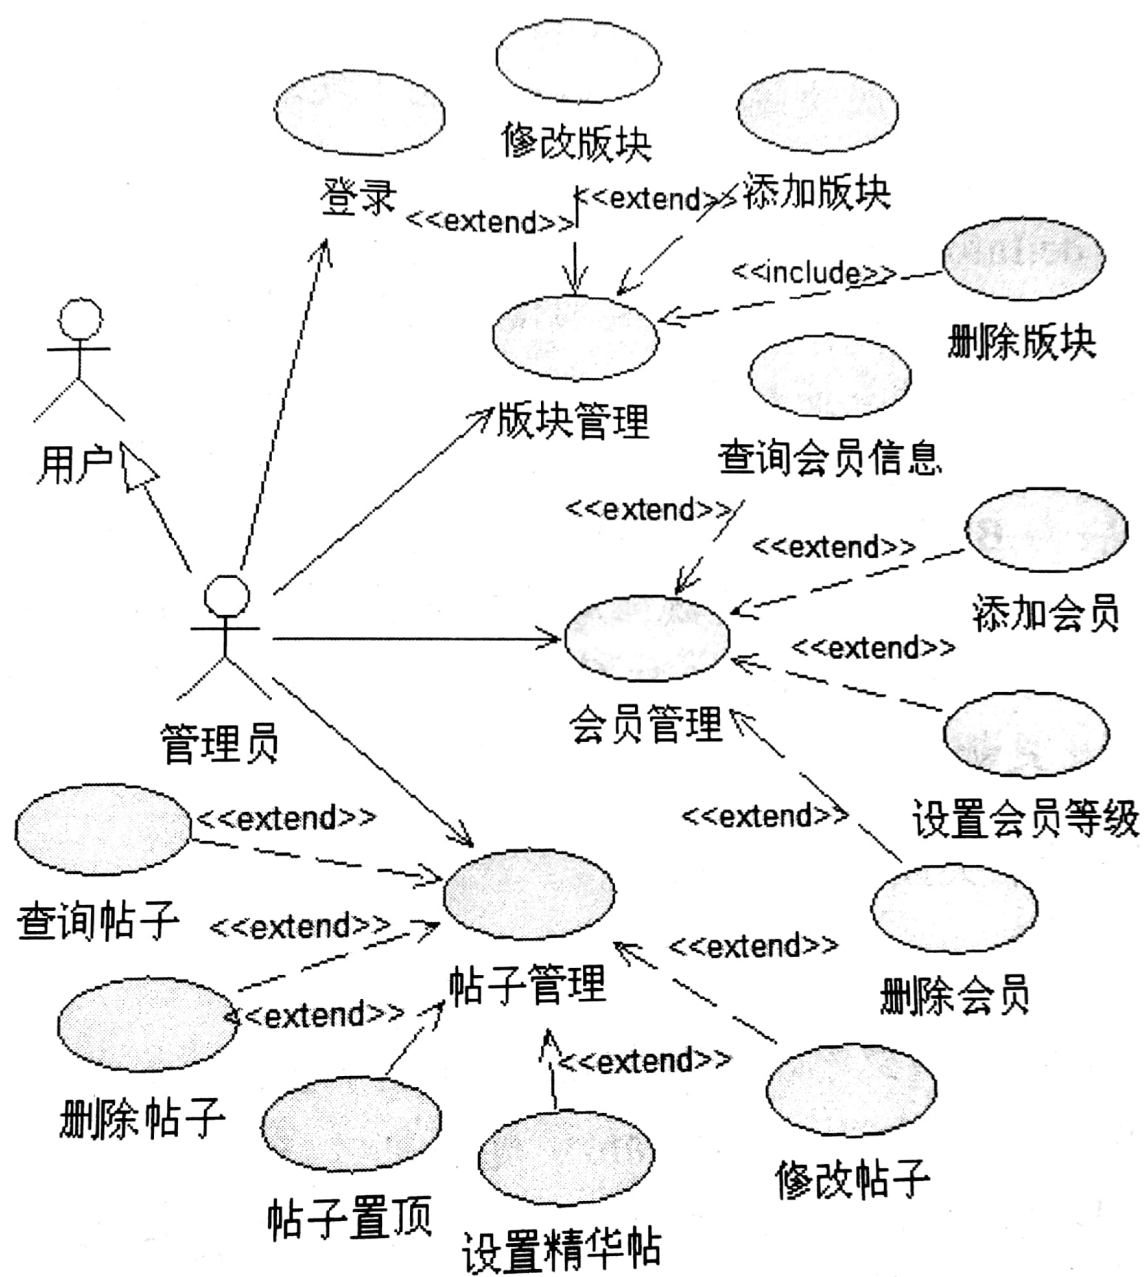 修改版块
登录
<<extend>>
添加版块
<<extend>>
<<include>>
删除版块
版块管理
查询会员信息
用户
<<extend>>
<<extend>>
添加会员
<<extend>>
会员管理
管理员
设置会员等级
<<extend>>
<<extend>>
查询帖子
<<extend>>
<<extend>>
删除会员
帖子管理
<<extend>>
<<extend>>
删除帖子
修改帖子
帖子置顶
设置精华帖